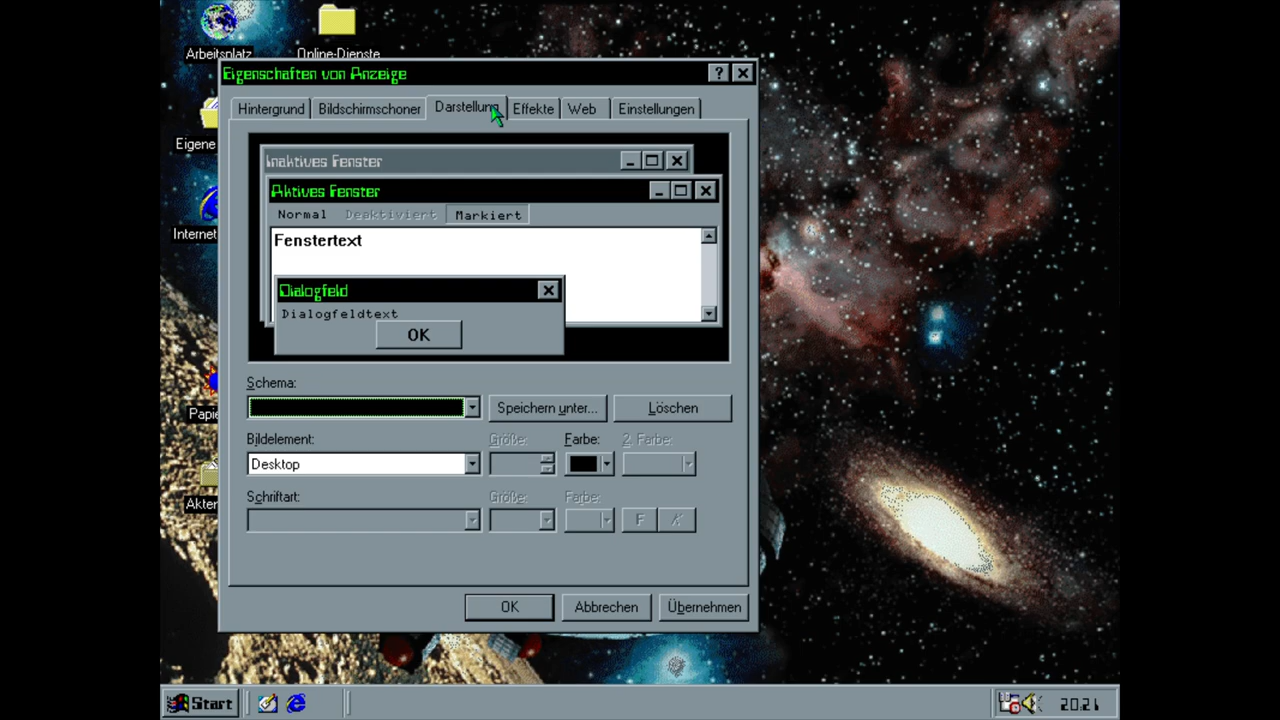 Arbeitsplatz
Online-Dienste
Eigenschaften von Anzeige
Hintergrund
Bildschirmschoner
Darstellung
Effekte
Web
Einstellungen
Eigene
Inaktives Fenster
Aktives Fenster
Normal Deaktiviert Markiert
Internet
Fenstertext
Dialogfeld
Dialogfeldtext
OK
Schema:
Papie
Speichern unter...
Löschen
Bildelement: Größe: Farbe: 2. Farbe:
Desktop
Schriftart: Größe: Farbe:
Akten
F K
OK
Abbrechen
Übernehmen
Start
20:21